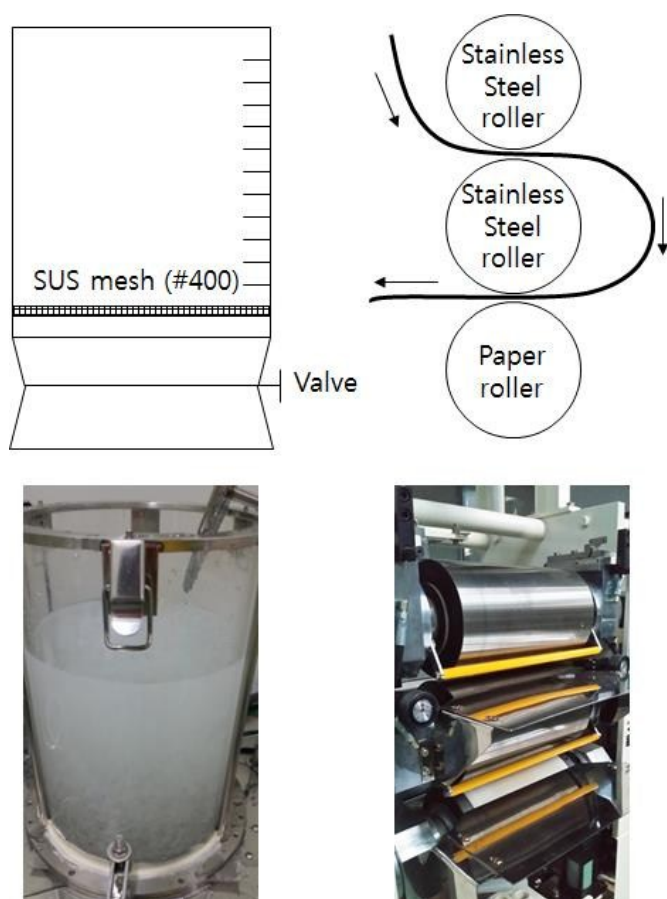 SUS mesh (#400)
Valve
Stainless
Steel
roller
Stainless
Steel
roller
Paper
roller